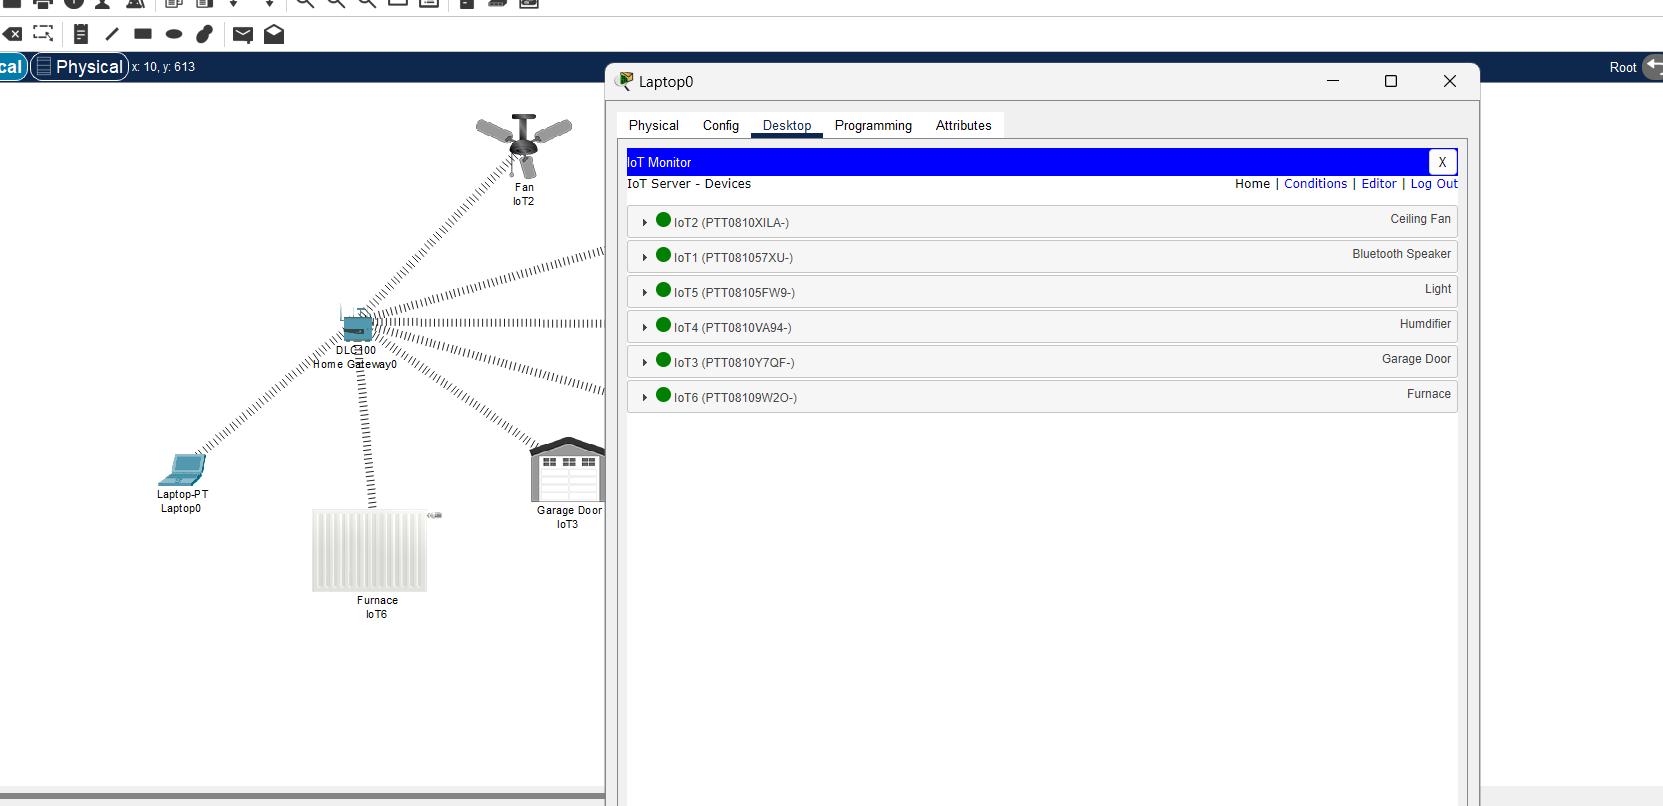 cal
Physical x: 10, y: 613
Root
Laptop0
Physical Config Desktop Programming Attributes
IoT Monitor X
IoT Server - Devices Home | Conditions | Editor | Log Out
IoT2 (PTT0810XILA-) Ceiling Fan
IoT1 (PTT081057XU-) Bluetooth Speaker
IoT5 (PTT08105FW9-) Light
IoT4 (PTT0810VA94-) Humdifier
IoT3 (PTT0810Y7QF-) Garage Door
IoT6 (PTT08109W2O-) Furnace
Fan
IoT2
DLC100
Home Gateway0
Laptop-PT
Laptop0
Garage Door
IoT3
Furnace
IoT6